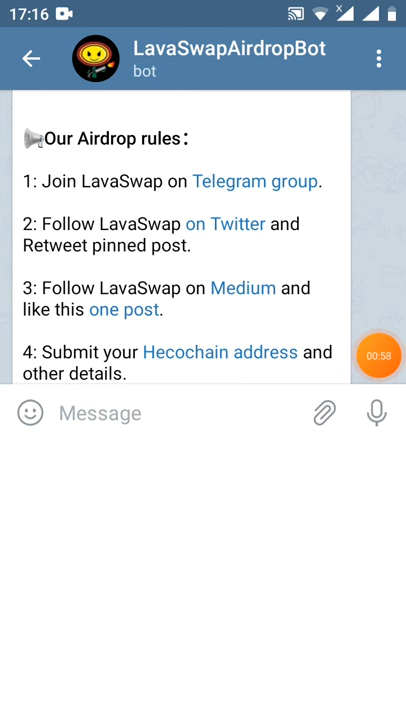 17:16
LavaSwapAirdropBot
bot
Our Airdrop rules:
1: Join LavaSwap on Telegram group.
2: Follow LavaSwap on Twitter and
Retweet pinned post.
3: Follow LavaSwap on Medium and
like this one post.
4: Submit your Hecochain address and
other details.
00:58
Message